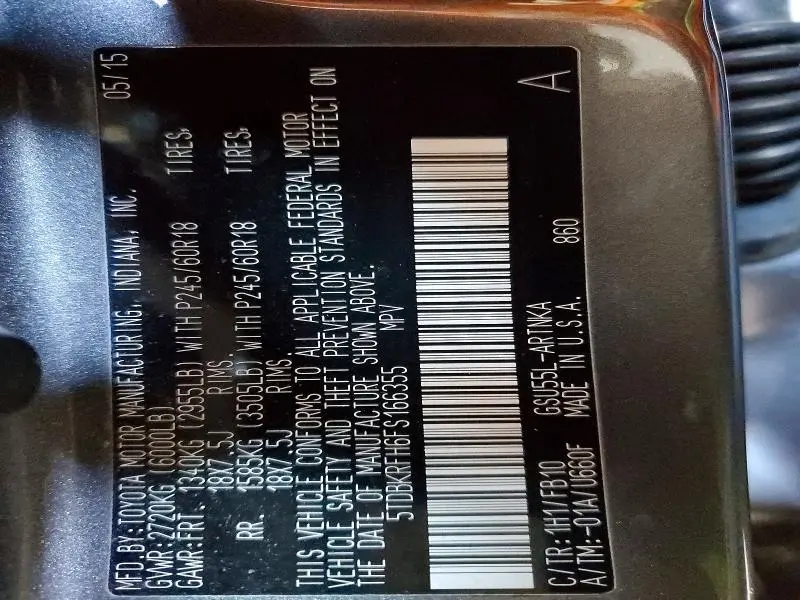 MFD.BY:TOYOTA MOTOR MANUFACTURING, INDIANA, INC. 05/15
GVWR:2720KG (6000LB)
GAWR:FRT. 1340KG (2955LB) WITH P245/60R18 TIRES,
18X7.5J RIMS.
RR. 1585KG (3505LB) WITH P245/60R18 TIRES,
18X7.5J RIMS.
THIS VEHICLE CONFORMS TO ALL APPLICABLE FEDERAL MOTOR
VEHICLE SAFETY AND THEFT PREVENTION STANDARDS IN EFFECT ON
THE DATE OF MANUFACTURE SHOWN ABOVE.
5TDBKRFH6FS166355 MPV
C/TR:1H1/FB10 GSU55L-ARTNKA 860 A
A/TM:-01A/U660F MADE IN U.S.A.